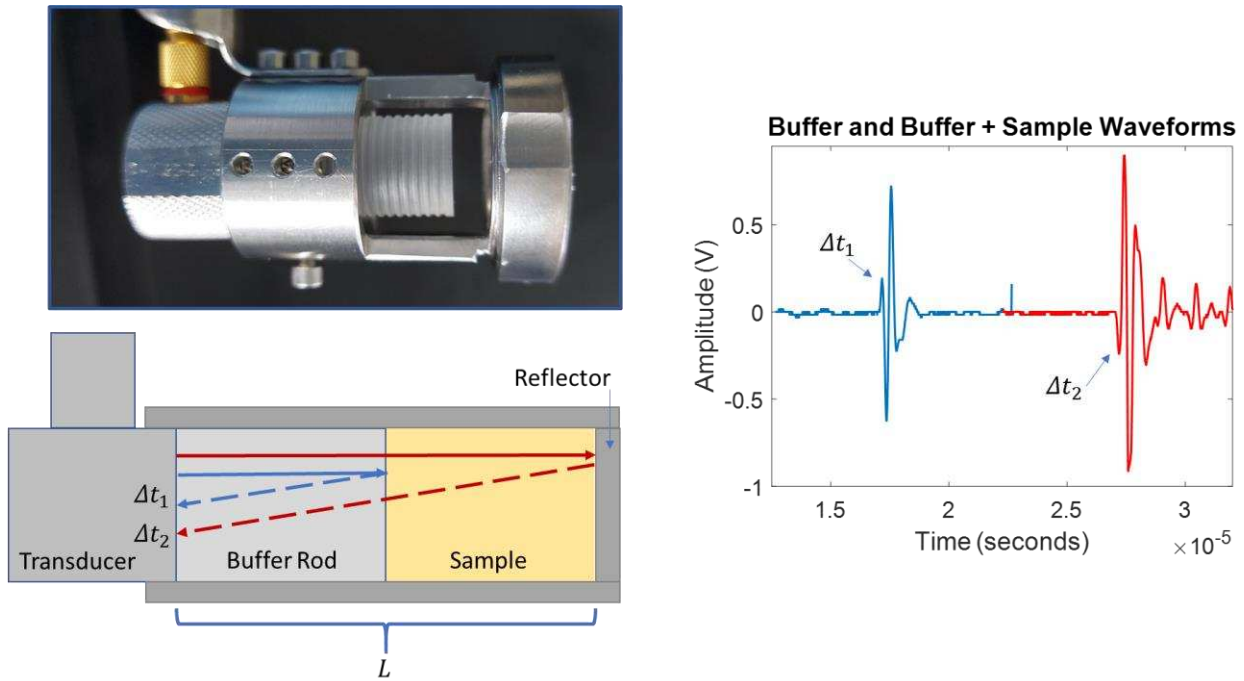 Buffer and Buffer + Sample Waveforms
Δt₁
Δt₂
0.5
0
-0.5
-1
Amplitude (V)
1.5
2
2.5
3
Time (seconds)
×10⁻⁵
Reflector
Δt₁
Δt₂
Transducer
Buffer Rod
Sample
L